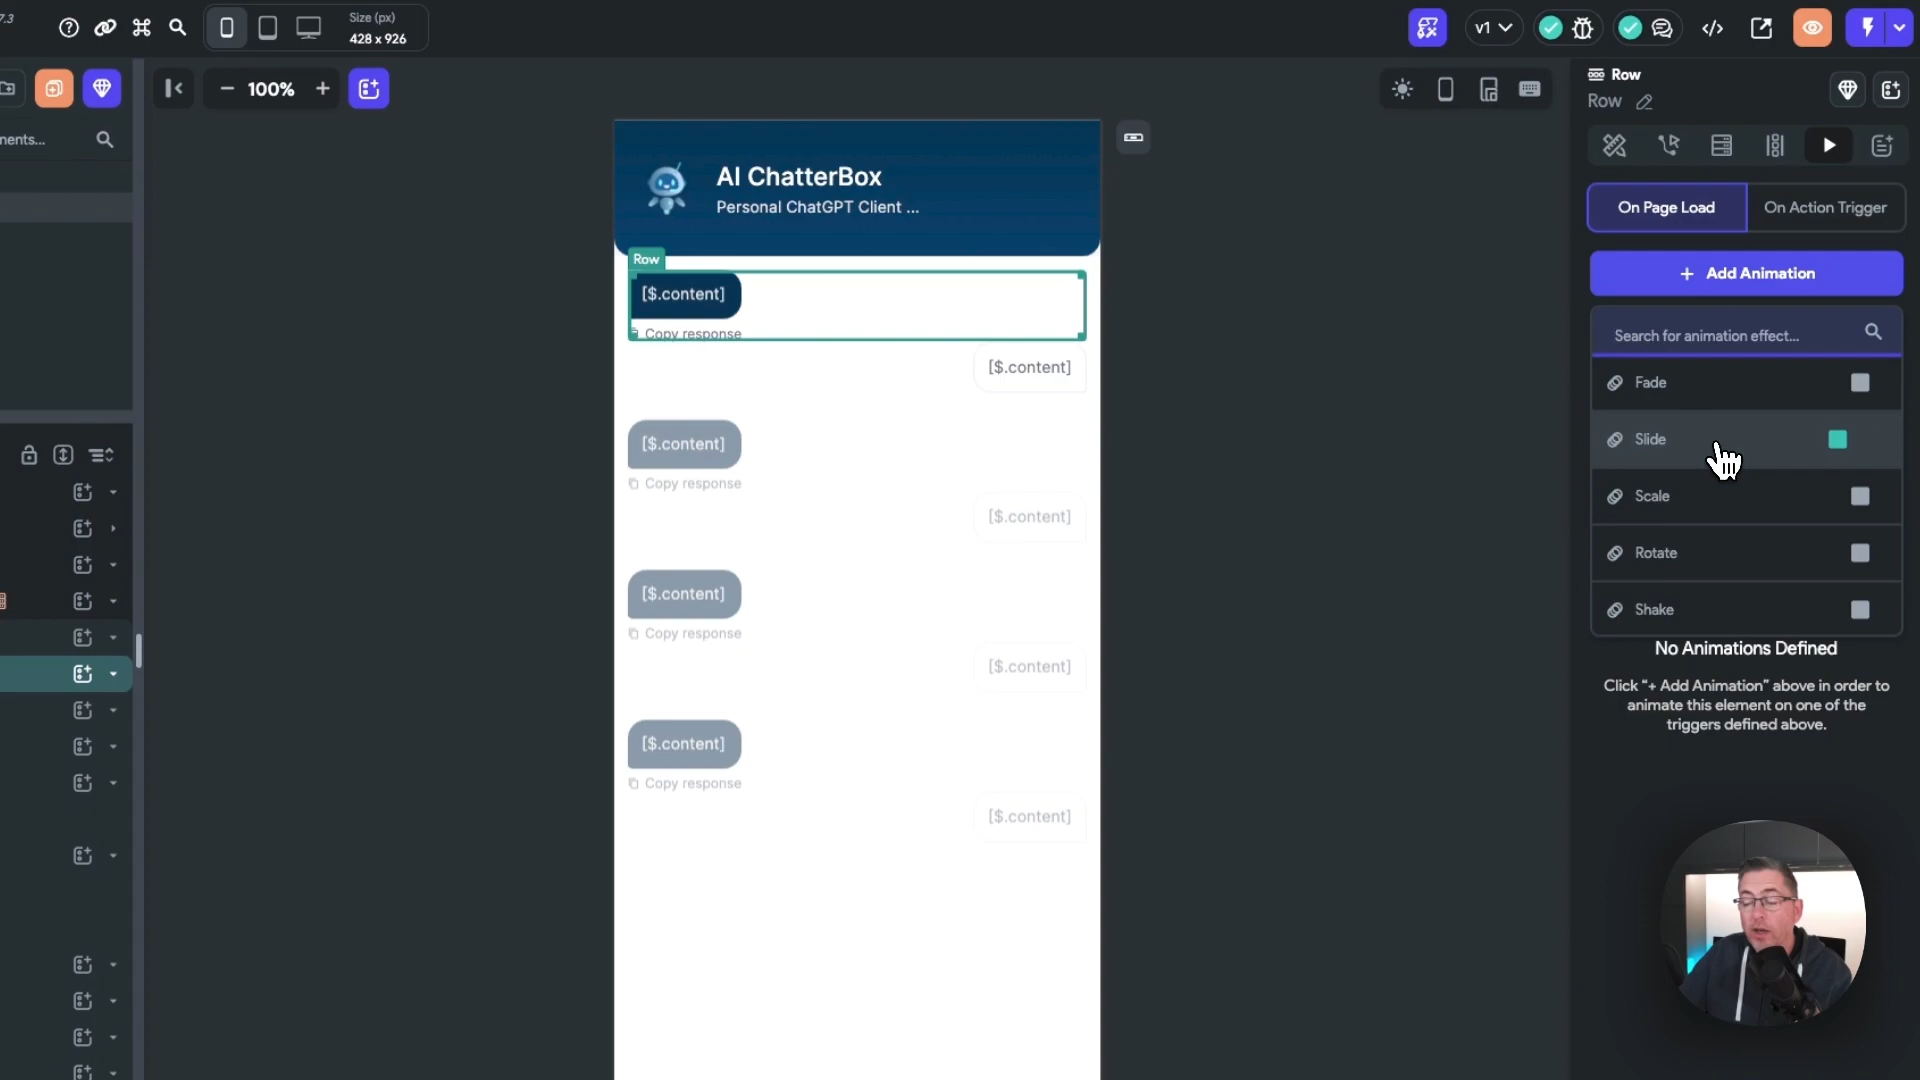 7.3
Size (px)
428 x 926
v1
nents...
100%
Row
Row
On Page Load
On Action Trigger
+ Add Animation
Search for animation effect...
Fade
Slide
Scale
Rotate
Shake
No Animations Defined
Click "+ Add Animation" above in order to
animate this element on one of the
triggers defined above.
AI ChatterBox
Personal ChatGPT Client ...
Row
[$.content]
Copy response
[$.content]
[$.content]
Copy response
[$.content]
[$.content]
Copy response
[$.content]
[$.content]
Copy response
[$.content]